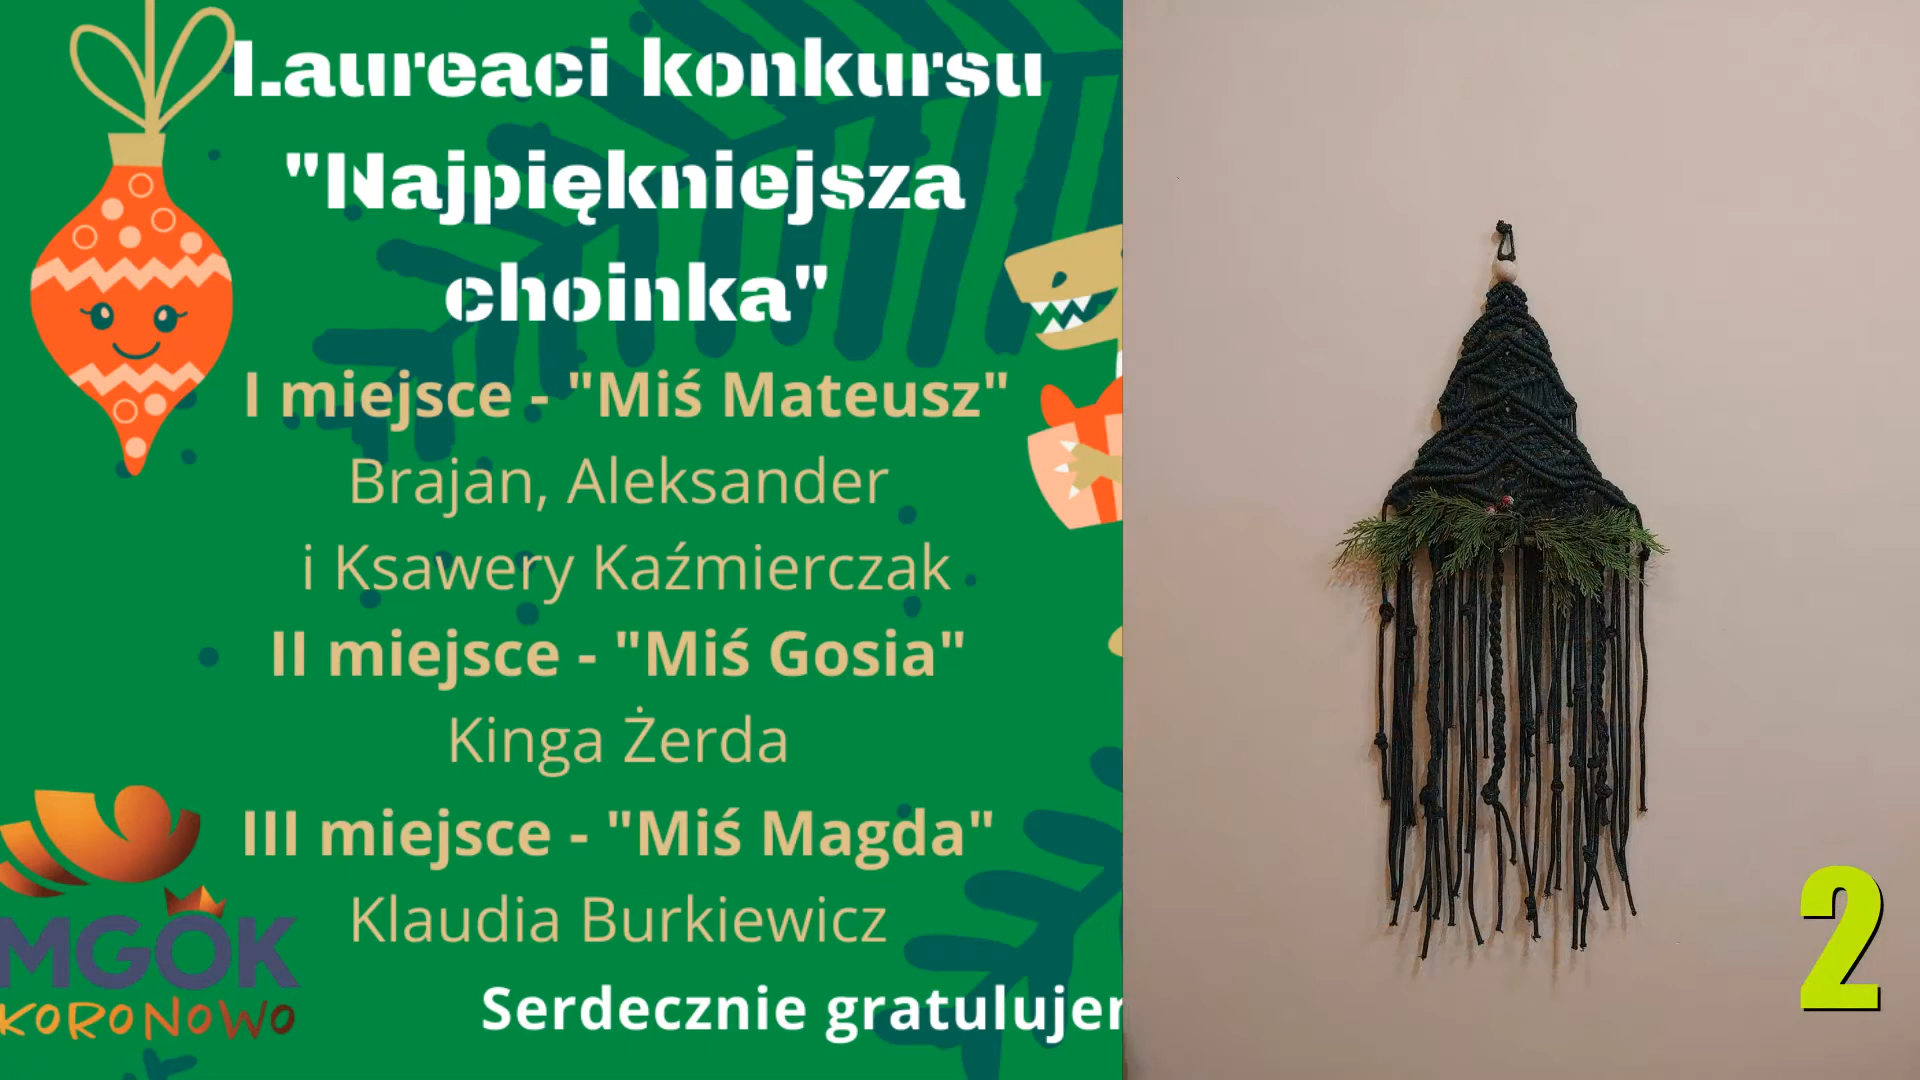 Laureaci konkursu
"Najpiękniejsza
choinka"
I miejsce - "Miś Mateusz"
Brajan, Aleksander
i Ksawery Kaźmierczak
II miejsce - "Miś Gosia"
Kinga Żerda
III miejsce - "Miś Magda"
Klaudia Burkiewicz
Serdecznie
MGOK
KORONOWO
2